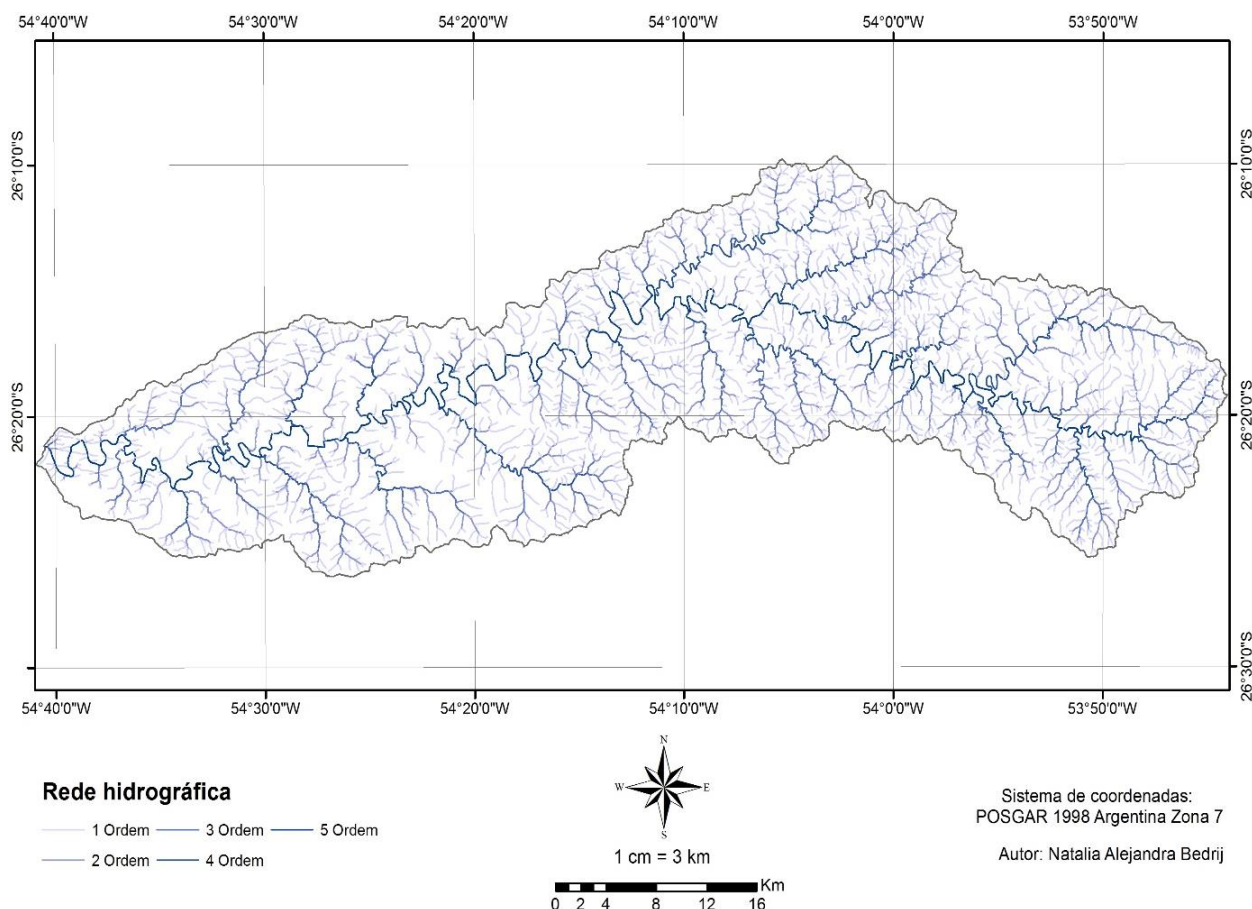 54°40'0"W 54°30'0"W 54°20'0"W 54°10'0"W 54°0'0"W 53°50'0"W
26°10'0"S 26°10'0"S
26°20'0"S 26°20'0"S
26°30'0"S
54°40'0"W 54°30'0"W 54°20'0"W 54°10'0"W 54°0'0"W 53°50'0"W
N
W E
S
Rede hidrográfica
1 Ordem 3 Ordem 5 Ordem
2 Ordem 4 Ordem
1 cm = 3 km
Km
0 2 4 8 12 16
Sistema de coordenadas:
POSGAR 1998 Argentina Zona 7
Autor: Natalia Alejandra Bedrij